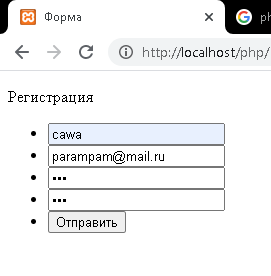 Форма
ph
http://localhost/php/
Регистрация
cawa
parampam@mail.ru
•••
•••
Отправить